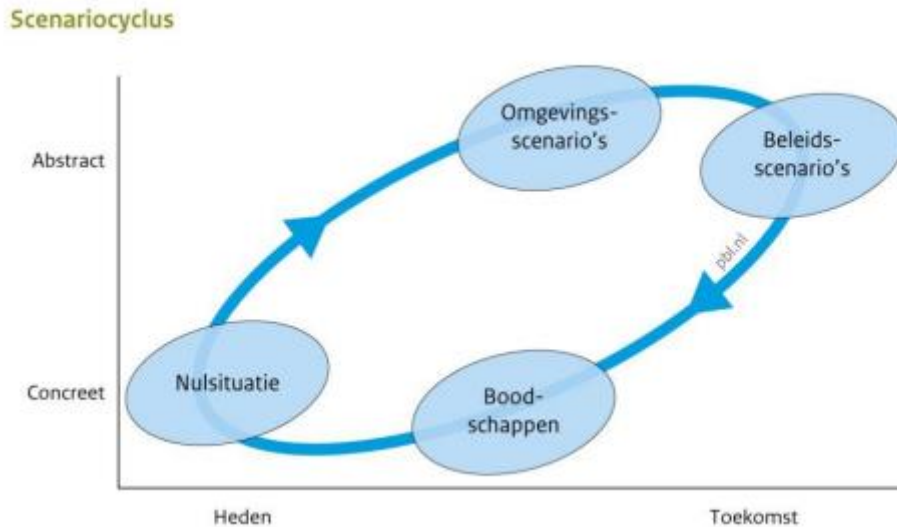 Scenariocyclus
Omgevings-
scenario's
Beleids-
scenario's
Abstract
pbl.nl
Nulsituatie
Concreet
Bood-
schappen
Heden
Toekomst